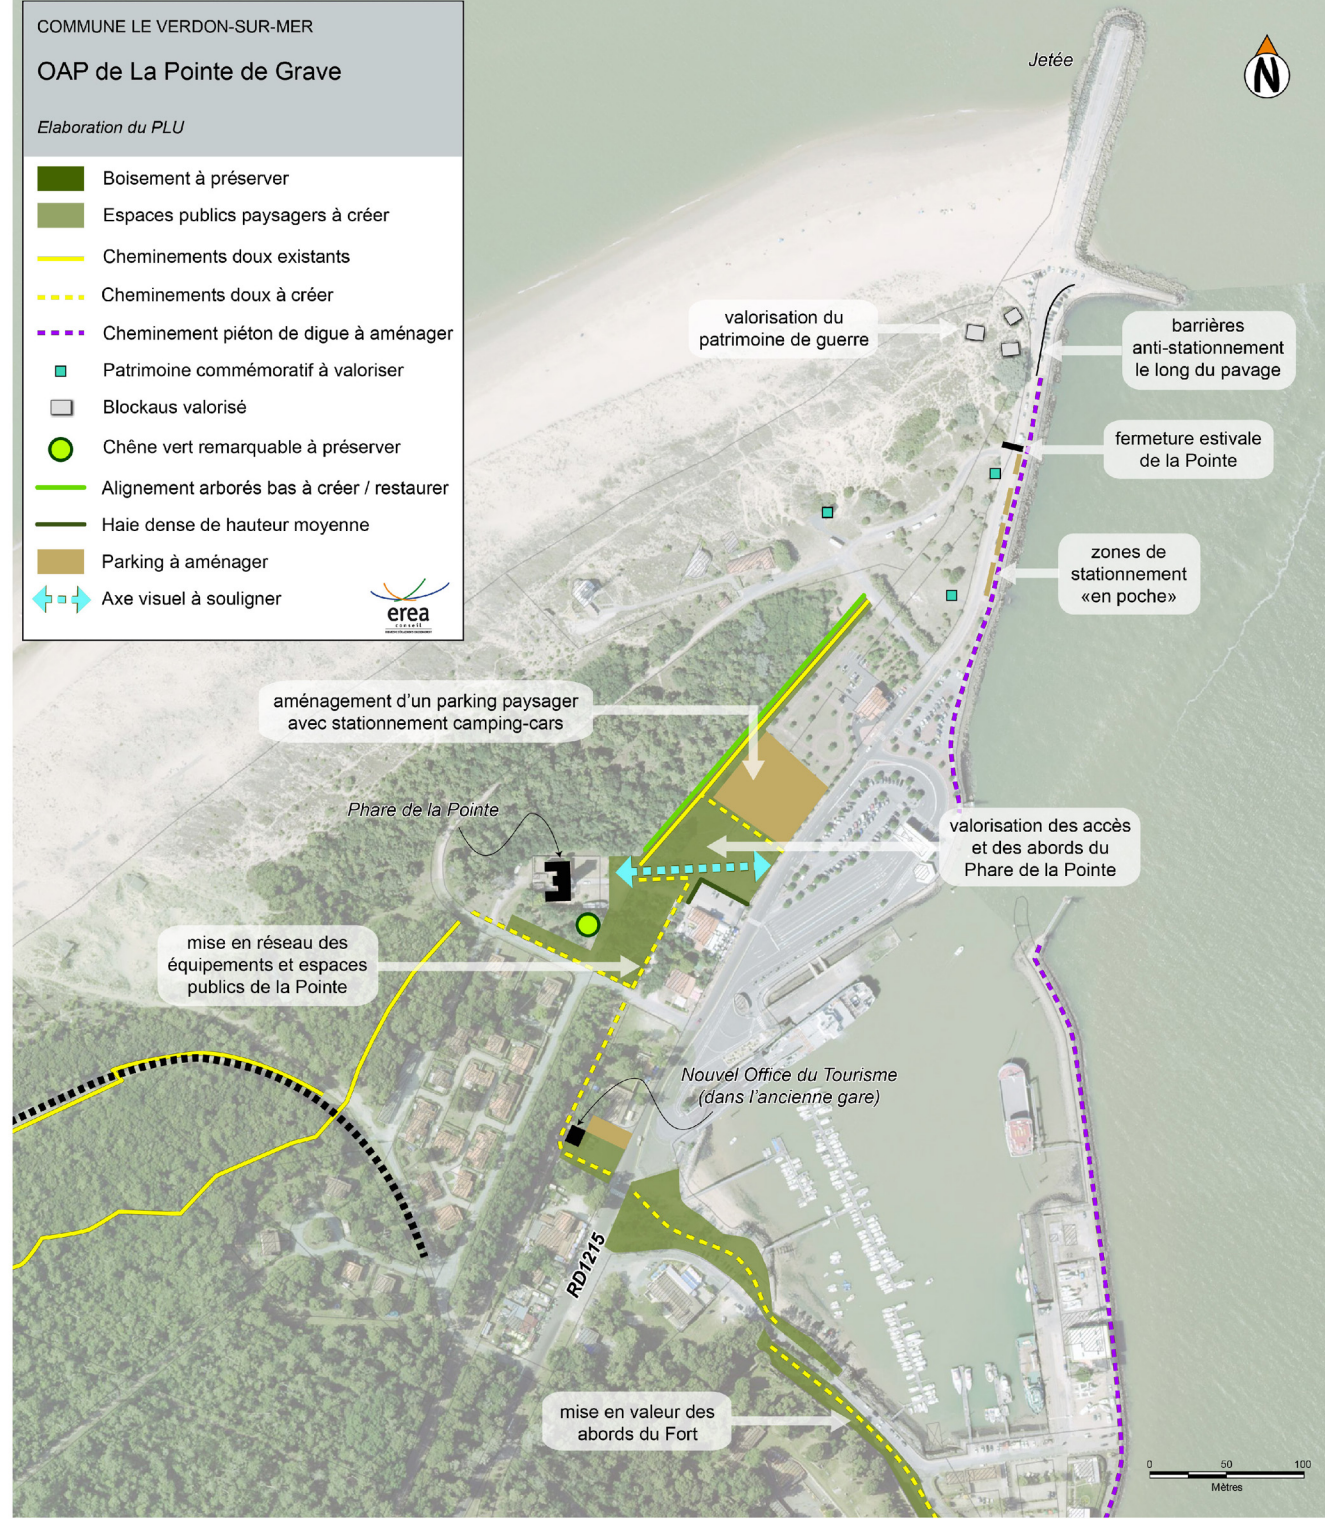 COMMUNE LE VERDON-SUR-MER
OAP de La Pointe de Grave
Elaboration du PLU
Boisement à préserver
Espaces publics paysagers à créer
Cheminements doux existants
Cheminements doux à créer
Cheminement piéton de digue à aménager
Patrimoine commémoratif à valoriser
Blockaus valorisé
Chêne vert remarquable à préserver
Alignement arborés bas à créer / restaurer
Haie dense de hauteur moyenne
Parking à aménager
Axe visuel à souligner
erea
conseil
Jetée
N
valorisation du
patrimoine de guerre
barrières
anti-stationnement
le long du pavage
fermeture estivale
de la Pointe
zones de
stationnement
«en poche»
aménagement d'un parking paysager
avec stationnement camping-cars
Phare de la Pointe
valorisation des accès
et des abords du
Phare de la Pointe
mise en réseau des
équipements et espaces
publics de la Pointe
Nouvel Office du Tourisme
(dans l'ancienne gare)
RD1215
mise en valeur des
abords du Fort
0 50 100
Mètres